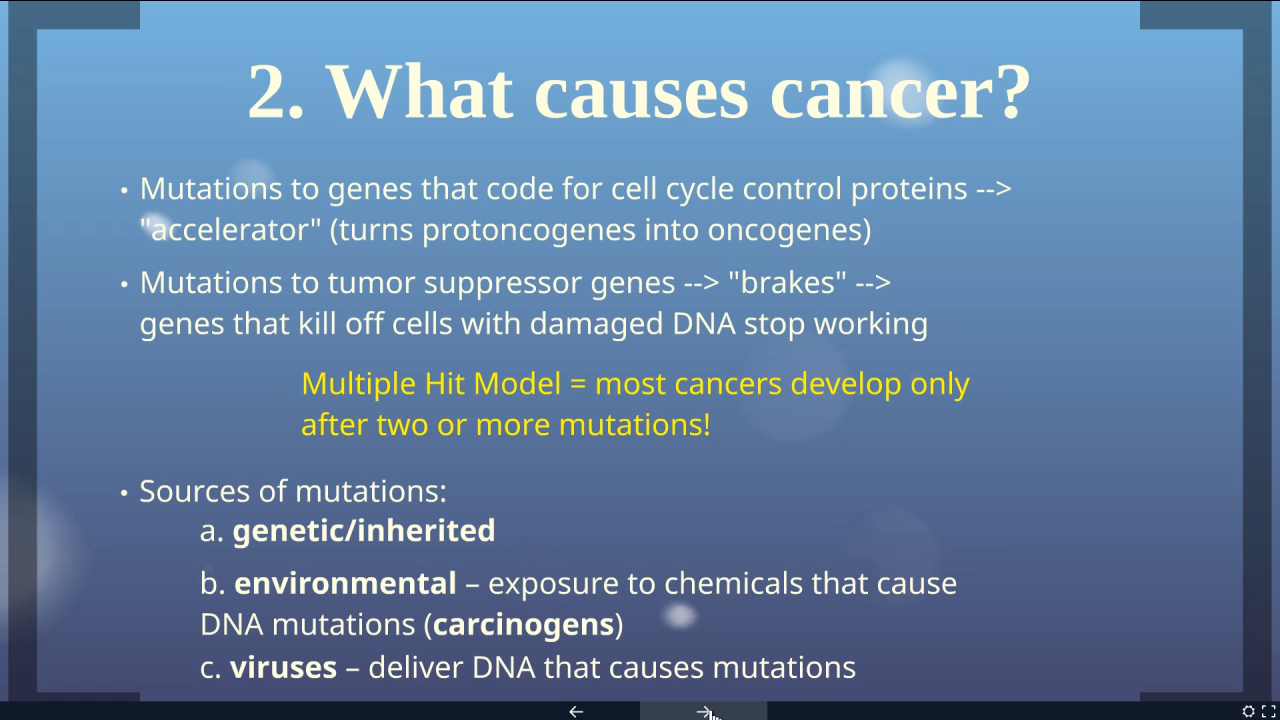 2. What causes cancer?
• Mutations to genes that code for cell cycle control proteins -->
"accelerator" (turns protoncogenes into oncogenes)
• Mutations to tumor suppressor genes --> "brakes" -->
genes that kill off cells with damaged DNA stop working
Multiple Hit Model = most cancers develop only
after two or more mutations!
• Sources of mutations:
a. genetic/inherited
b. environmental – exposure to chemicals that cause
DNA mutations (carcinogens)
c. viruses – deliver DNA that causes mutations